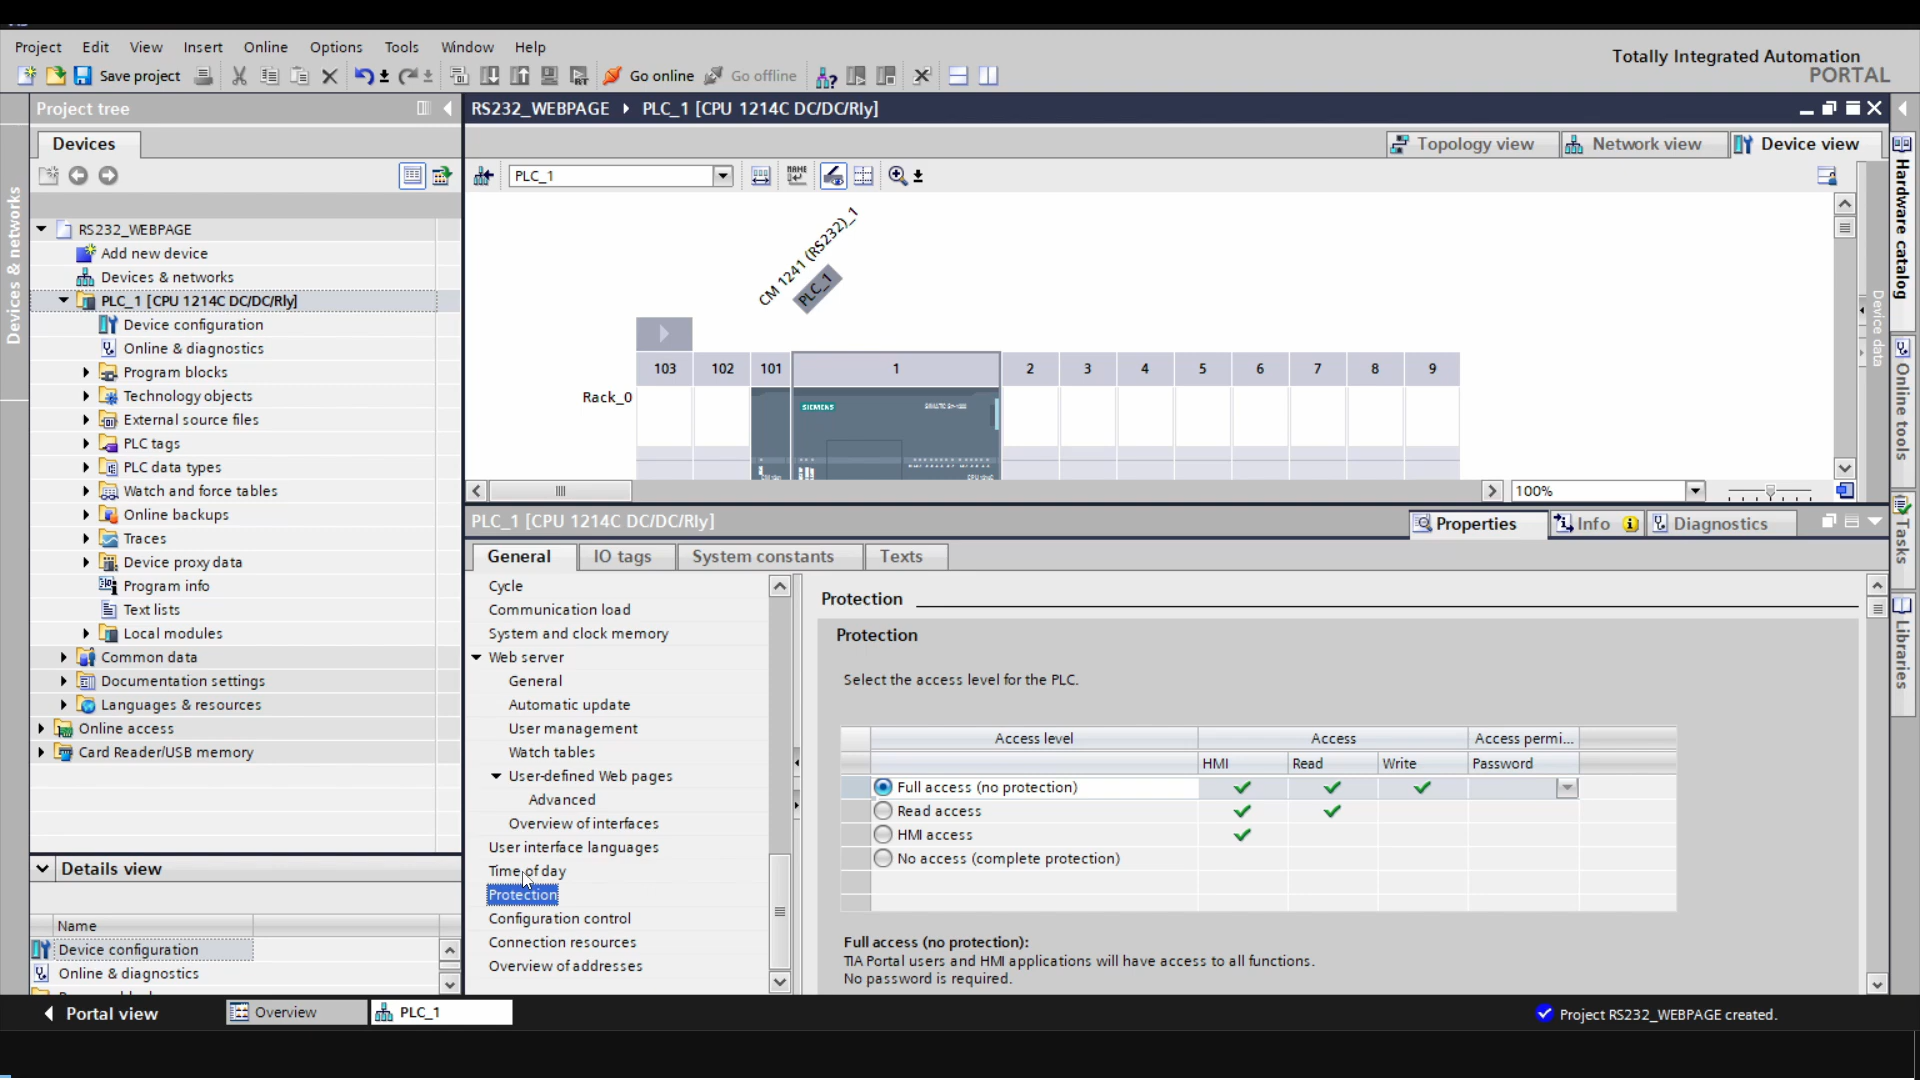 Project Edit View Insert Online Options Tools Window Help
Totally Integrated Automation
PORTAL
Save project
Go online
Go offline
Project tree
RS232_WEBPAGE PLC_1 [CPU 1214C DC/DC/Rly]
Devices
Topology view
Network view
Device view
PLC_1
Devices & networks
RS232_WEBPAGE
Add new device
Devices & networks
PLC_1 [CPU 1214C DC/DC/Rly]
Device configuration
Online & diagnostics
Program blocks
Technology objects
External source files
PLC tags
PLC data types
Watch and force tables
Online backups
Traces
Device proxy data
Program info
Text lists
Local modules
Common data
Documentation settings
Languages & resources
Online access
Card Reader/USB memory
Details view
Name
Device configuration
Online & diagnostics
CM 1241 (RS232)_1
PLC_1
103 102 101 1 2 3 4 5 6 7 8 9
Rack_0
SIEMENS
100%
Device data
Hardware catalog
Online tools
Tasks
Libraries
PLC_1 [CPU 1214C DC/DC/Rly]
Properties
Info
Diagnostics
General
IO tags
System constants
Texts
Cycle
Communication load
System and clock memory
Web server
General
Automatic update
User management
Watch tables
User-defined Web pages
Advanced
Overview of interfaces
User interface languages
Time of day
Protection
Configuration control
Connection resources
Overview of addresses
Protection
Protection
Select the access level for the PLC.
Access level Access Access permi...
HMI Read Write Password
Full access (no protection)
Read access
HMI access
No access (complete protection)
Full access (no protection):
TIA Portal users and HMI applications will have access to all functions.
No password is required.
Portal view
Overview
PLC_1
Project RS232_WEBPAGE created.